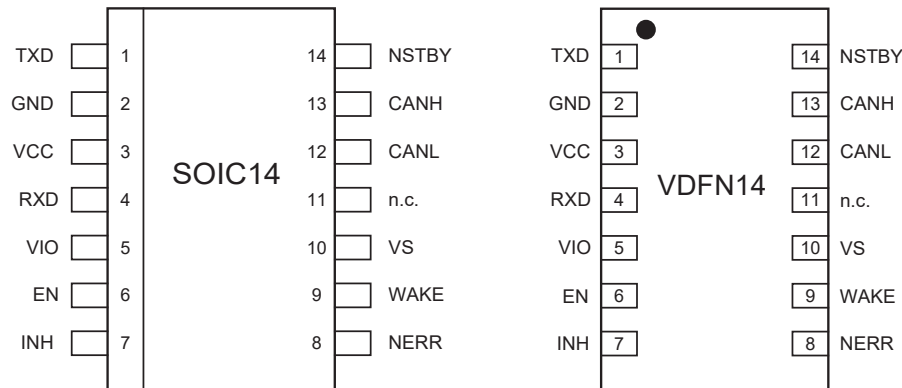 TXD 1 14 NSTBY
GND 2 13 CANH
VCC 3 12 CANL
SOIC14
RXD 4 11 n.c.
VIO 5 10 VS
EN 6 9 WAKE
INH 7 8 NERR
TXD 1 14 NSTBY
GND 2 13 CANH
VCC 3 12 CANL
VDFN14
RXD 4 11 n.c.
VIO 5 10 VS
EN 6 9 WAKE
INH 7 8 NERR